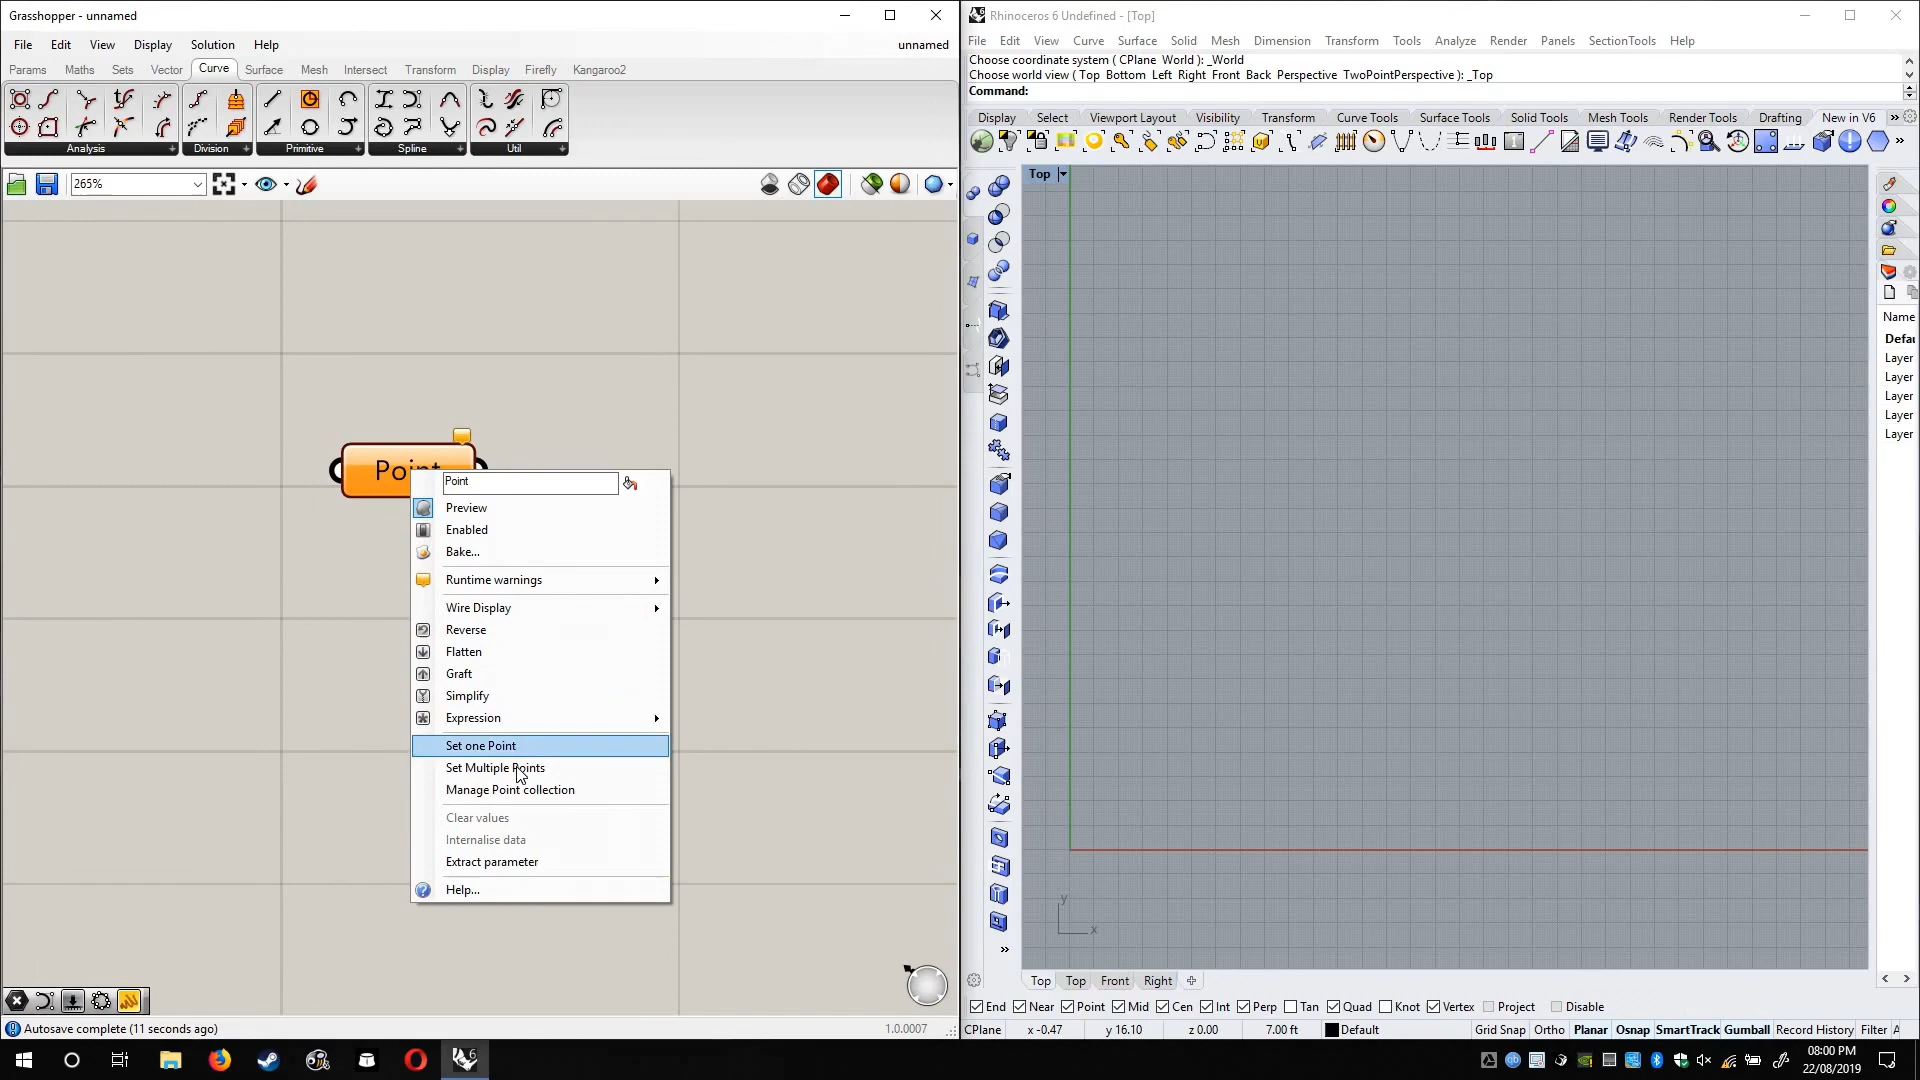 Grasshopper - unnamed
File Edit View Display Solution Help unnamed
Params Maths Sets Vector Curve Surface Mesh Intersect Transform Display Firefly Kangaroo2
Analysis Division Primitive Spline Util
265%
Point
Preview
Enabled
Bake...
Runtime warnings
Wire Display
Reverse
Flatten
Graft
Simplify
Expression
Set one Point
Set Multiple Points
Manage Point collection
Clear values
Internalise data
Extract parameter
Help...
Autosave complete (11 seconds ago) 1.0.0007
Rhinoceros 6 Undefined - [Top]
File Edit View Curve Surface Solid Mesh Dimension Transform Tools Analyze Render Panels SectionTools Help
Choose coordinate system ( CPlane World ): _World
Choose world view ( Top Bottom Left Right Front Back Perspective TwoPointPerspective ): _Top
Command:
Display Select Viewport Layout Visibility Transform Curve Tools Surface Tools Solid Tools Mesh Tools Render Tools Drafting New in V6
Top
Name
Defau
Layer
Layer
Layer
Layer
Layer
y
x
Top Top Front Right
End Near Point Mid Cen Int Perp Tan Quad Knot Vertex Project Disable
CPlane x -0.47 y 16.10 z 0.00 7.00 ft Default Grid Snap Ortho Planar Osnap SmartTrack Gumball Record History Filter A
08:00 PM
22/08/2019